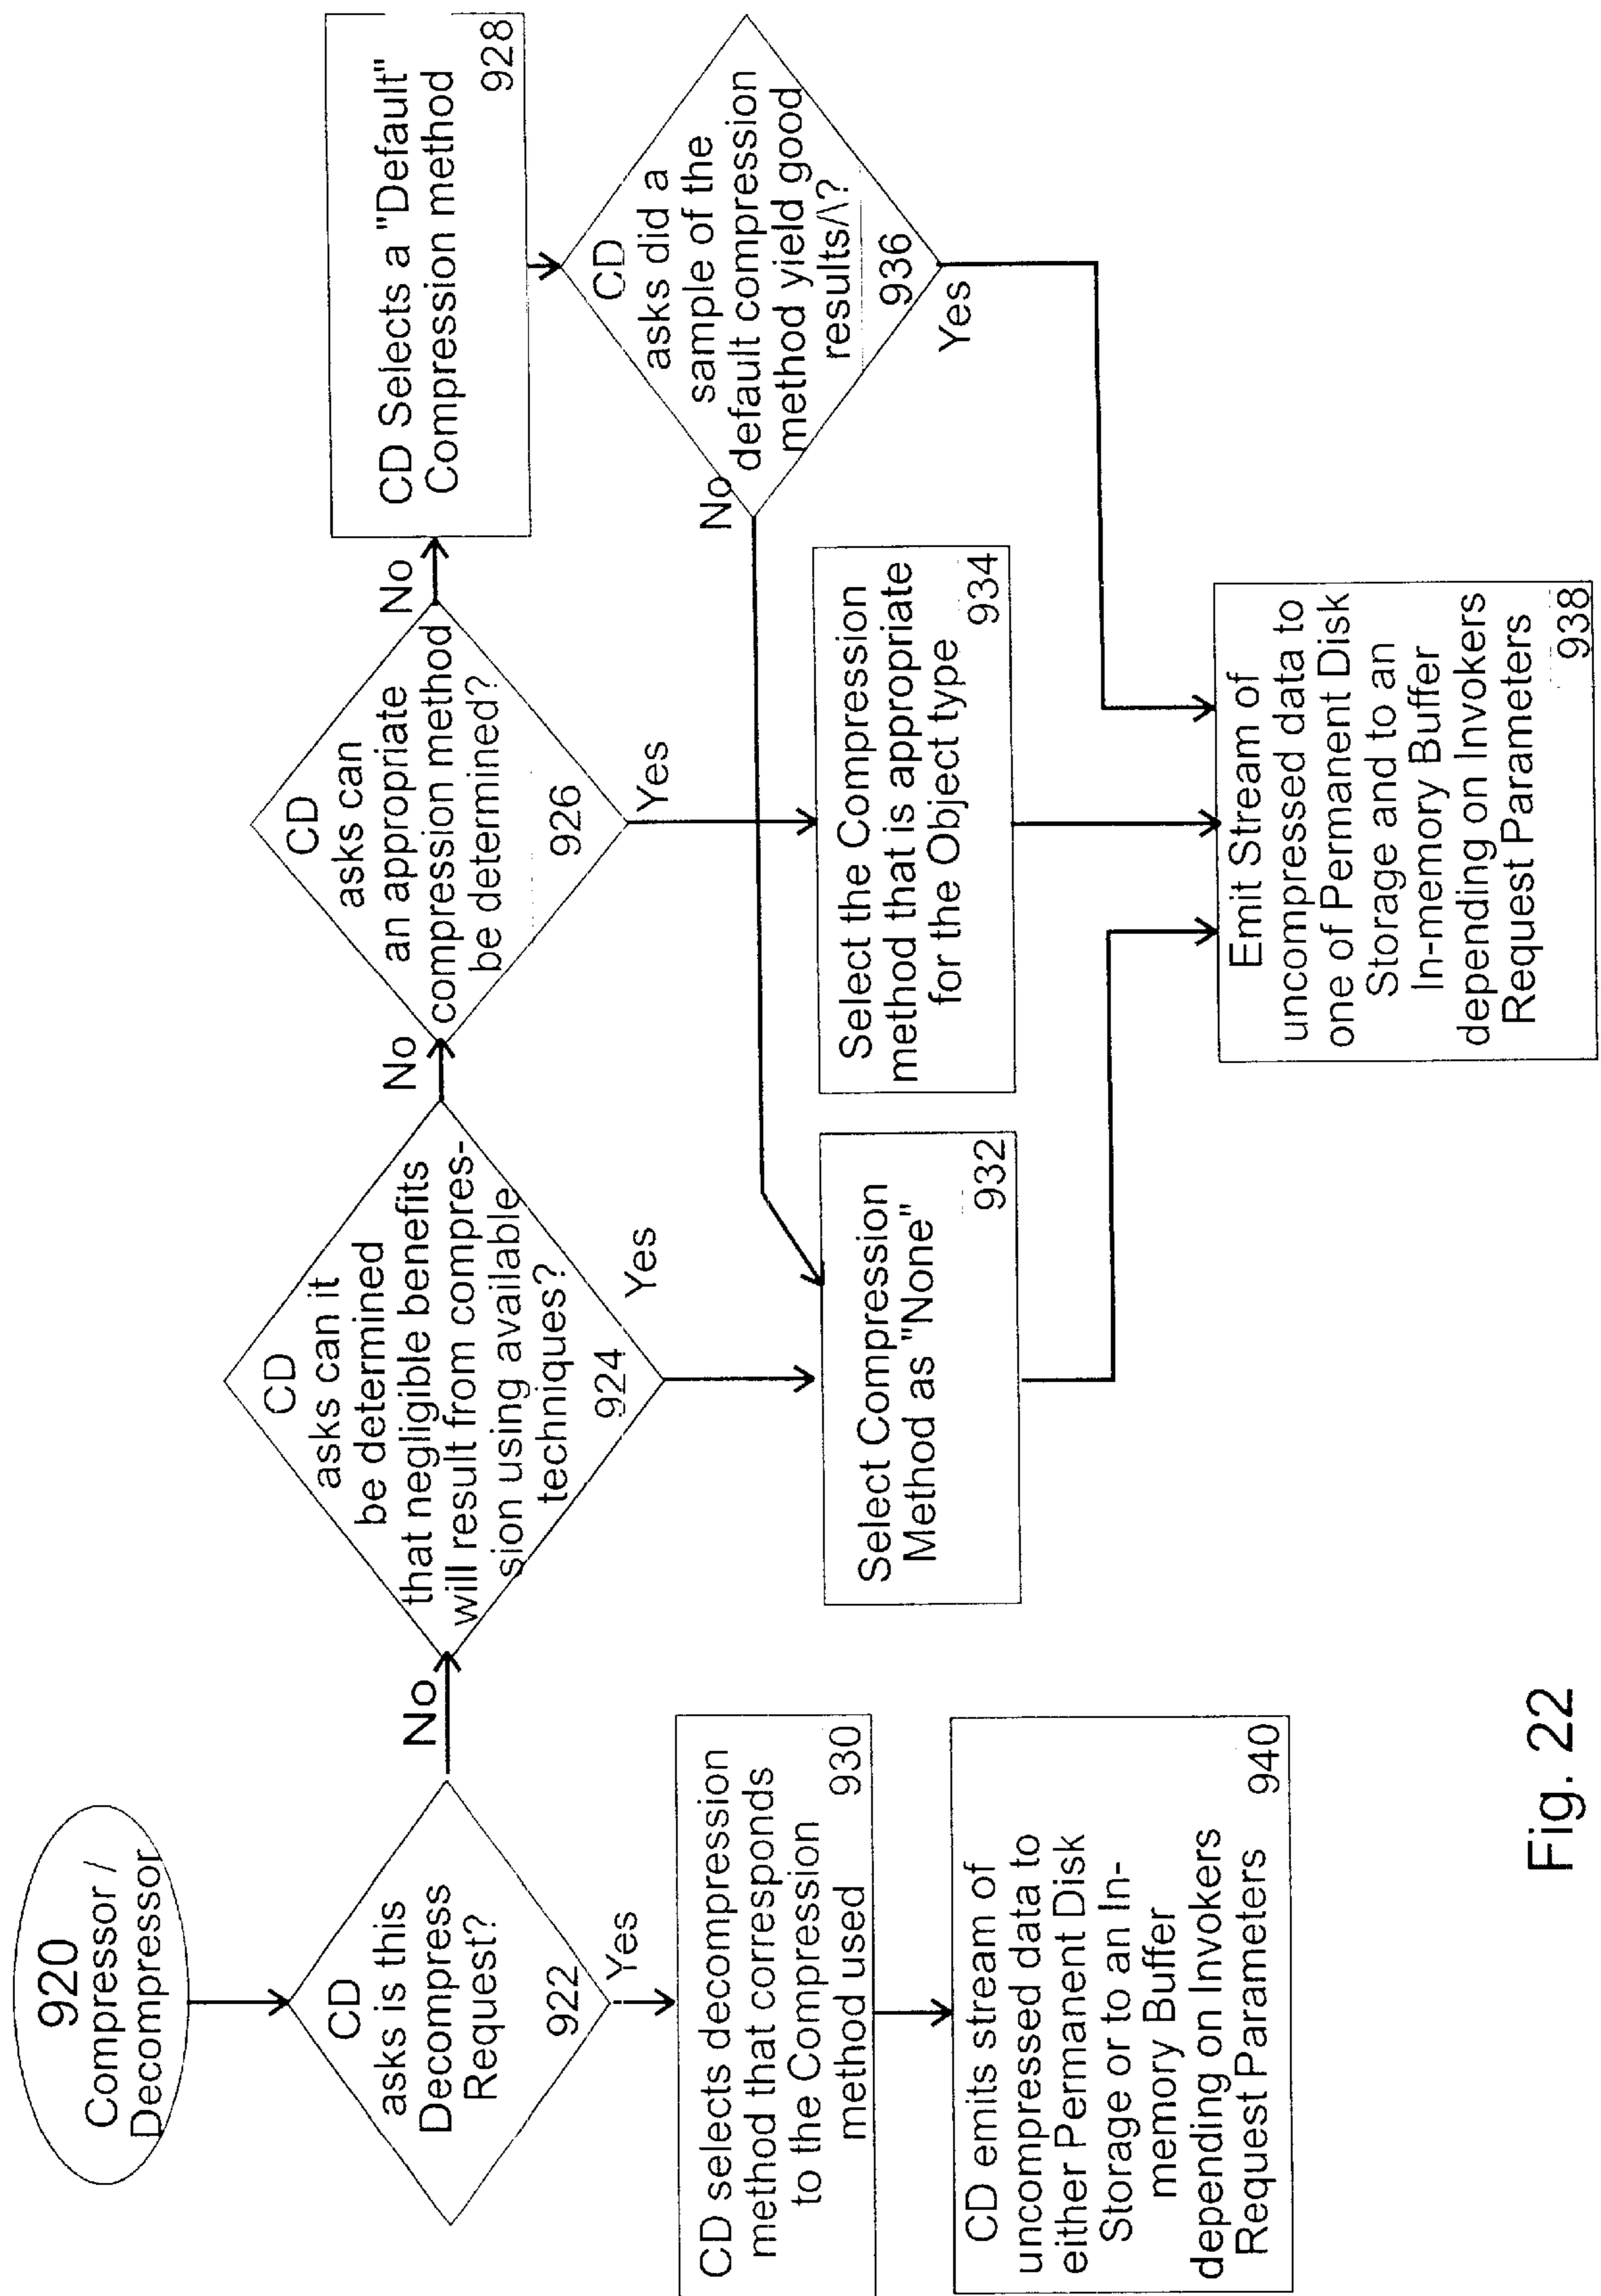 920
Compressor /
Decompressor
CD
asks is this
Decompress
Request?
922
No
Yes
CD selects decompression
method that corresponds
to the Compression
method used
930
CD emits stream of
uncompressed data to
either Permanent Disk
Storage or to an In-
memory Buffer
depending on Invokers
Request Parameters
940
CD
asks can it
be determined
that negligible benefits
will result from compres-
sion using available
techniques?
924
No
Yes
Select Compression
Method as "None"
932
CD
asks can
an appropriate
compression method
be determined?
926
No
Yes
Select the Compression
method that is appropriate
for the Object type
934
CD Selects a "Default"
Compression method
928
CD
asks did a
sample of the
default compression
method yield good
results/\?
936
No
Yes
Emit Stream of
uncompressed data to
one of Permanent Disk
Storage and to an
In-memory Buffer
depending on Invokers
Request Parameters
938
Fig. 22